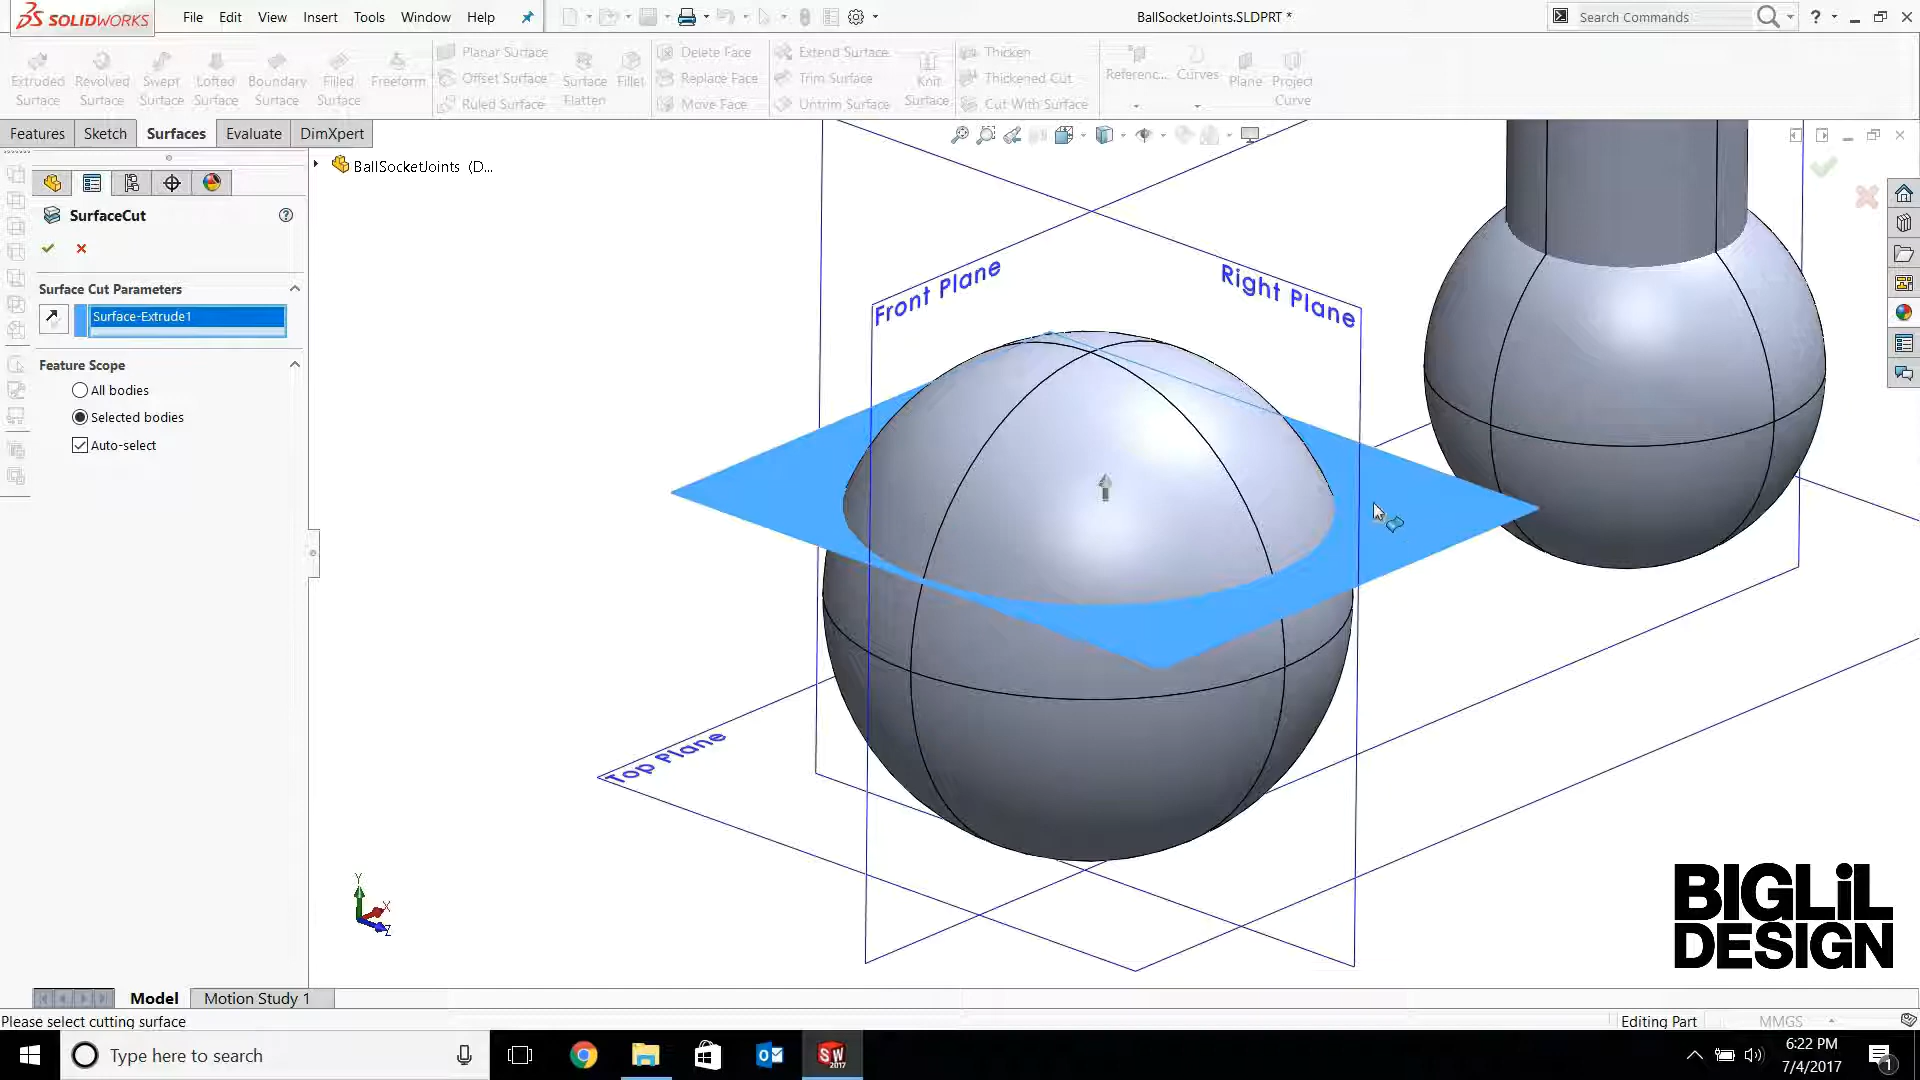 SOLIDWORKS
File Edit View Insert Tools Window Help
BallSocketJoints.SLDPRT *
Search Commands
Extruded Surface
Revolved Surface
Swept Surface
Lofted Surface
Boundary Surface
Filled Surface
Freeform
Planar Surface
Offset Surface
Ruled Surface
Surface Flatten
Fillet
Delete Face
Replace Face
Move Face
Extend Surface
Trim Surface
Untrim Surface
Knit Surface
Thicken
Thickened Cut
Cut With Surface
Referenc...
Curves
Plane
Project Curve
Features Sketch Surfaces Evaluate DimXpert
BallSocketJoints (D...
SurfaceCut
Surface Cut Parameters
Surface-Extrude1
Feature Scope
All bodies
Selected bodies
Auto-select
Front Plane
Right Plane
Top Plane
Y
X
Z
BIGLiL
DESIGN
Model Motion Study 1
Please select cutting surface
Editing Part MMGS
Type here to search
SW
2017
6:22 PM
7/4/2017
1